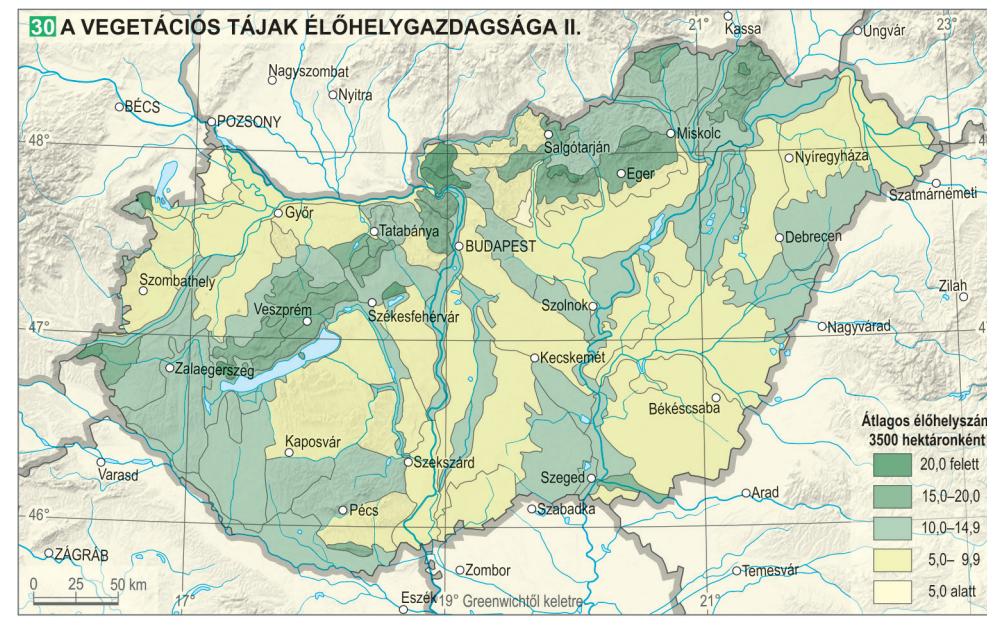 30 A VEGETÁCIÓS TÁJAK ÉLŐHELYGAZDAGSÁGA II.
21°
23°
Kassa
Ungvár
Nagyszombat
Nyitra
BÉCS
POZSONY
48°
Salgótarján
Miskolc
Eger
Nyíregyháza
Szatmárnémeti
Győr
Tatabánya
BUDAPEST
Debrecen
Szombathely
Veszprém
Székesfehérvár
Szolnok
Zilah
47°
Nagyvárad
Kecskemét
Zalaegerszeg
Békéscsaba
Kaposvár
Szekszárd
Varasd
Szeged
Arad
Pécs
Szabadka
46°
ZÁGRÁB
Zombor
Temesvár
Eszék
0 25 50 km
17°
19° Greenwichtől keletre
21°
Átlagos élőhelyszám
3500 hektáronként
20,0 felett
15,0–20,0
10,0–14,9
5,0– 9,9
5,0 alatt